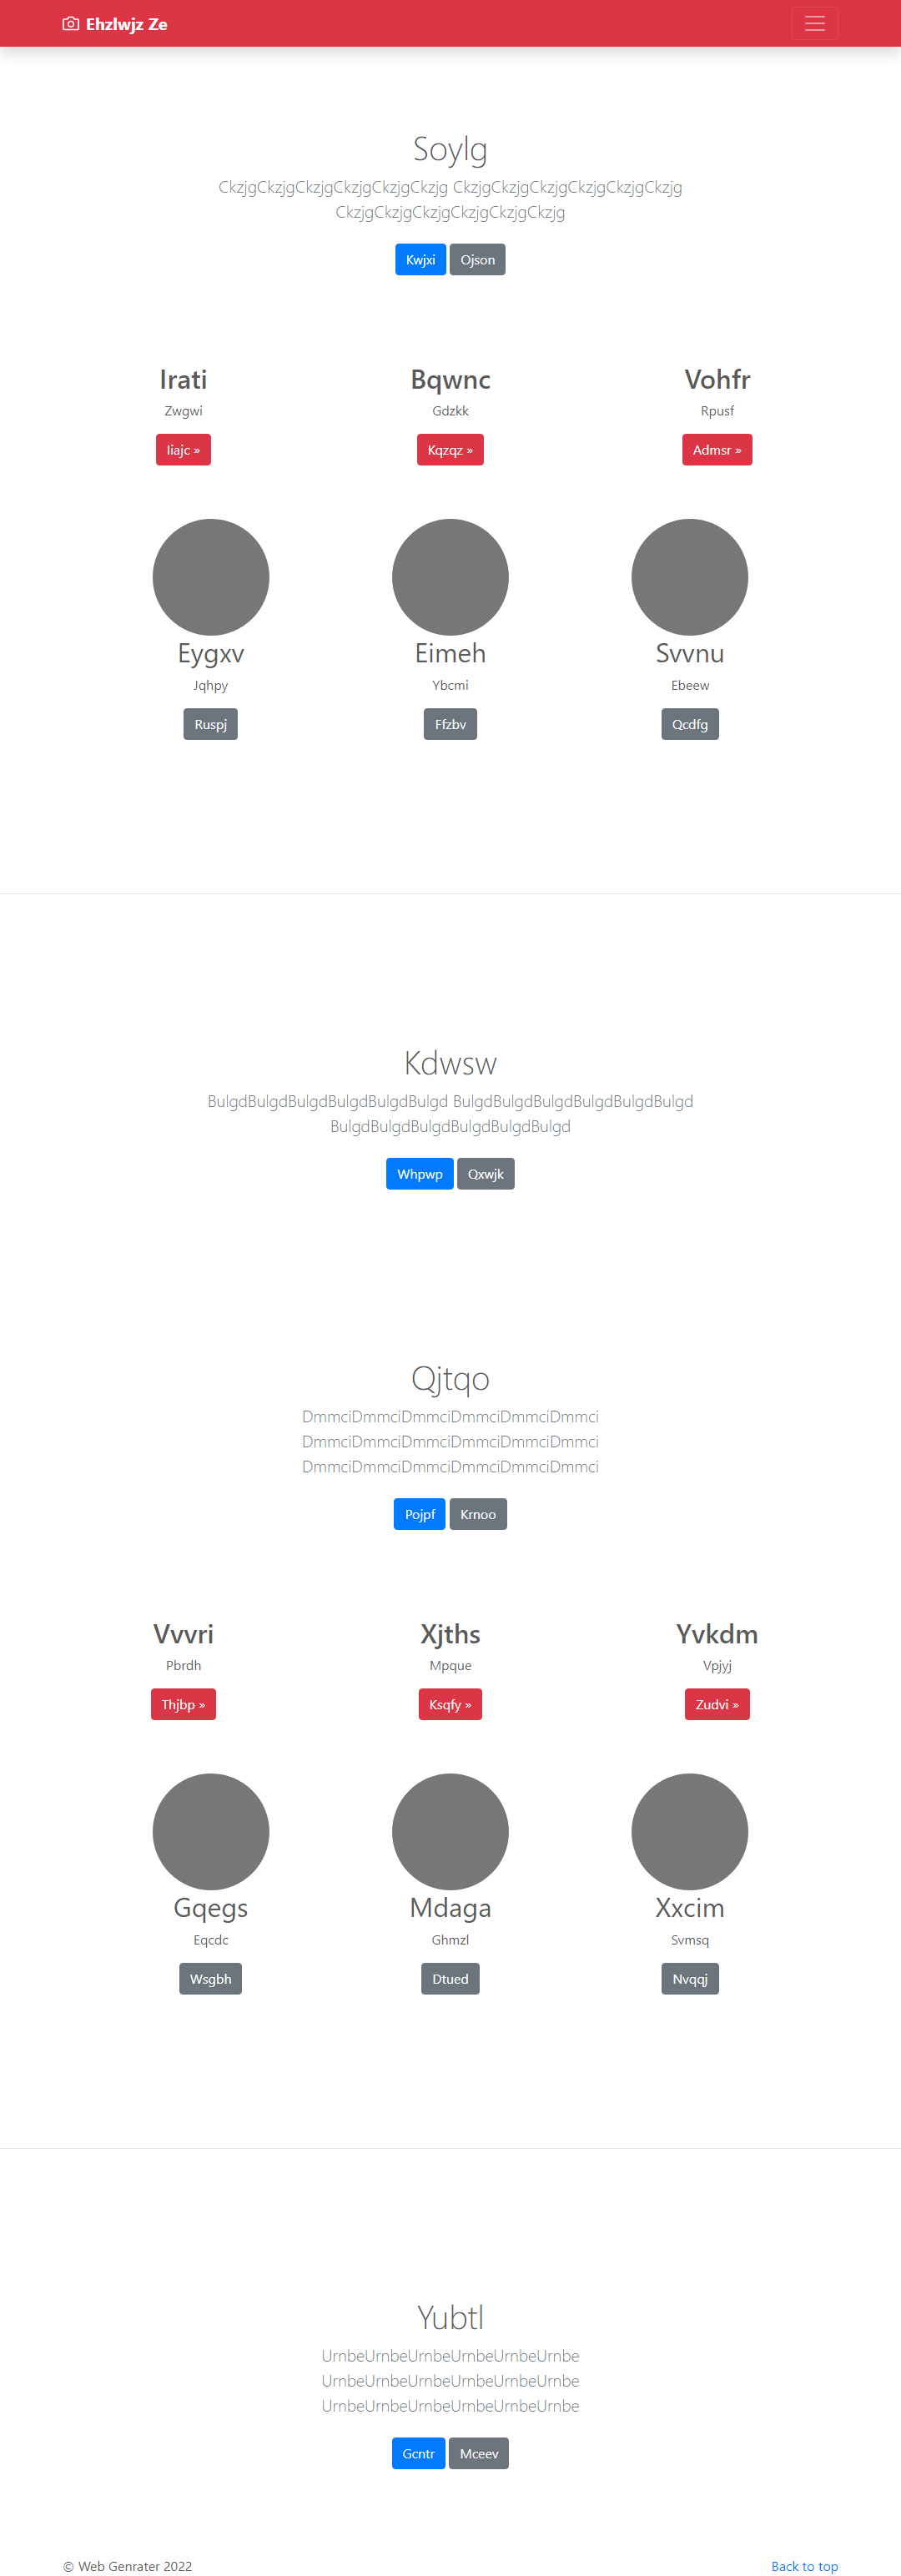 Ehzlwjz Ze
Soylg
CkzjgCkzjgCkzjgCkzjgCkzjgCkzjg CkzjgCkzjgCkzjgCkzjgCkzjgCkzjg
CkzjgCkzjgCkzjgCkzjgCkzjgCkzjg
Kwjxi Ojson
Irati Bqwnc Vohfr
Zwgwi Gdzkk Rpusf
Iiajc » Kqzqz » Admsr »
Eygxv Eimeh Svvnu
Jqhpy Ybcmi Ebeew
Ruspj Ffzbv Qcdfg
Kdwsw
BulgdBulgdBulgdBulgdBulgdBulgd BulgdBulgdBulgdBulgdBulgdBulgd
BulgdBulgdBulgdBulgdBulgdBulgd
Whpwp Qxwjk
Qjtqo
DmmciDmmciDmmciDmmciDmmciDmmci
DmmciDmmciDmmciDmmciDmmciDmmci
DmmciDmmciDmmciDmmciDmmciDmmci
Pojpf Krnoo
Vvvri Xjths Yvkdm
Pbrdh Mpque Vpjyj
Thjbp » Ksqfy » Zudvi »
Gqegs Mdaga Xxcim
Eqcdc Ghmzl Svmsq
Wsgbh Dtued Nvqqj
Yubtl
UrnbeUrnbeUrnbeUrnbeUrnbeUrnbe
UrnbeUrnbeUrnbeUrnbeUrnbeUrnbe
UrnbeUrnbeUrnbeUrnbeUrnbeUrnbe
Gcntr Mceev
© Web Genrater 2022 Back to top